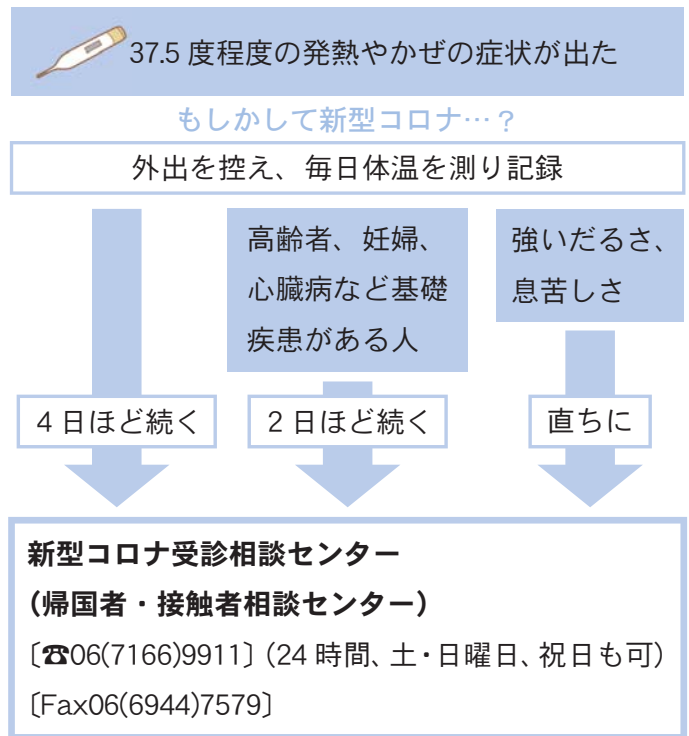 37.5 度程度の発熱やかぜの症状が出た
もしかして新型コロナ…？
外出を控え、毎日体温を測り記録
高齢者、妊婦、
心臓病など基礎
疾患がある人
強いだるさ、
息苦しさ
4 日ほど続く
2 日ほど続く
直ちに
新型コロナ受診相談センター
（帰国者・接触者相談センター）
〔☎06(7166)9911〕（24 時間、土・日曜日、祝日も可）
〔Fax06(6944)7579〕